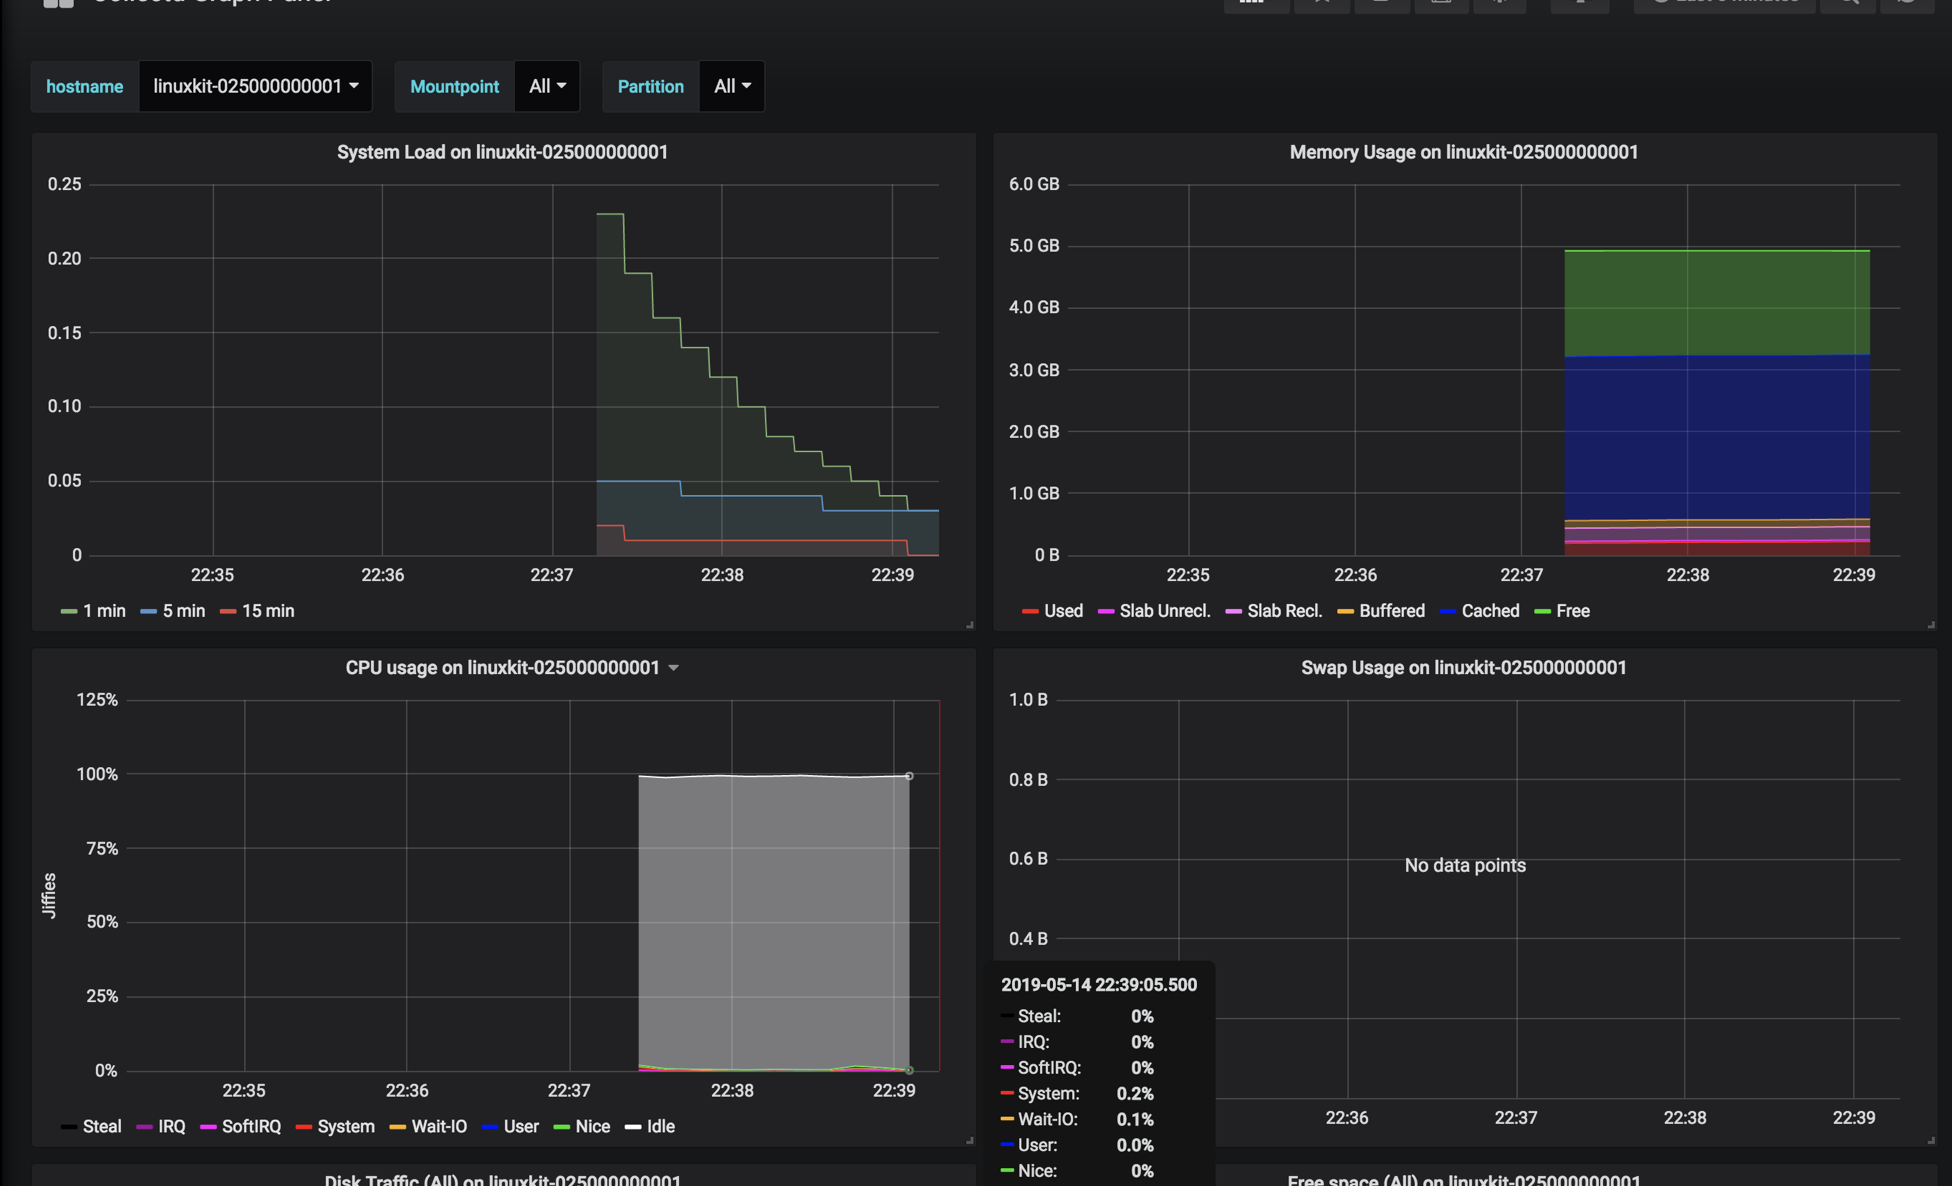 Collectd Graph Panel
Last 5 minutes
hostname linuxkit-025000000001 Mountpoint All Partition All
System Load on linuxkit-025000000001
0.25
0.20
0.15
0.10
0.05
0
22:35 22:36 22:37 22:38 22:39
1 min 5 min 15 min
Memory Usage on linuxkit-025000000001
6.0 GB
5.0 GB
4.0 GB
3.0 GB
2.0 GB
1.0 GB
0 B
22:35 22:36 22:37 22:38 22:39
Used Slab Unrecl. Slab Recl. Buffered Cached Free
CPU usage on linuxkit-025000000001
125%
100%
75%
50%
25%
0%
Jiffies
22:35 22:36 22:37 22:38 22:39
Steal IRQ SoftIRQ System Wait-IO User Nice Idle
Swap Usage on linuxkit-025000000001
1.0 B
0.8 B
0.6 B
0.4 B
No data points
22:36 22:37 22:38 22:39
2019-05-14 22:39:05.500
Steal: 0%
IRQ: 0%
SoftIRQ: 0%
System: 0.2%
Wait-IO: 0.1%
User: 0.0%
Nice: 0%
Disk Traffic (All) on linuxkit-025000000001
Free space (All) on linuxkit-025000000001